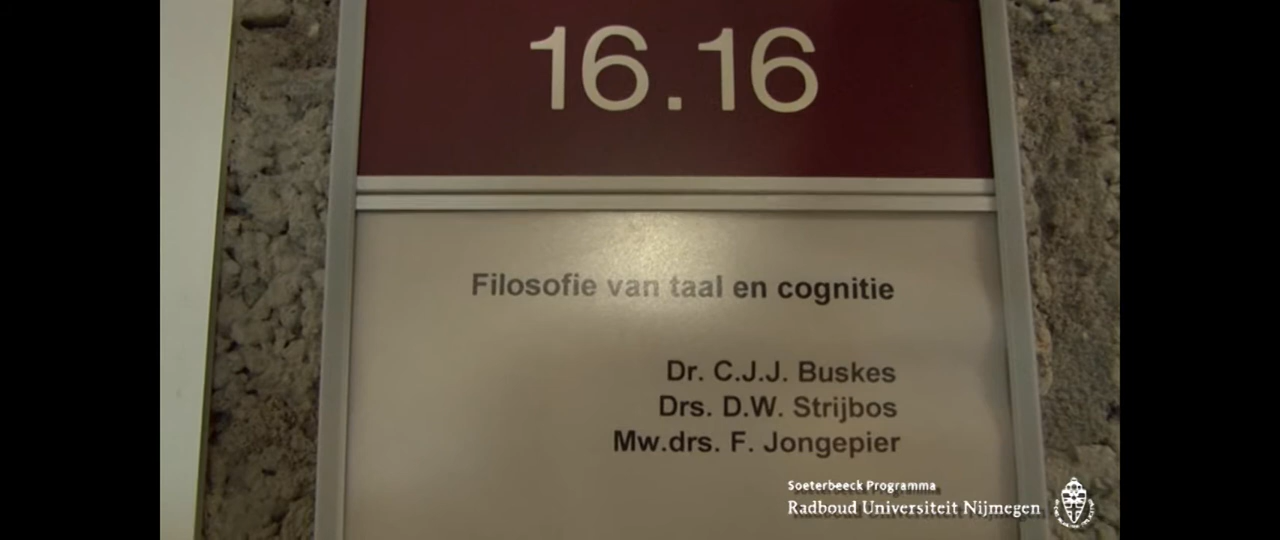 16.16
Filosofie van taal en cognitie
Dr. C.J.J. Buskes
Drs. D.W. Strijbos
Mw.drs. F. Jongepier
Soeterbeeck Programma
Radboud Universiteit Nijmegen